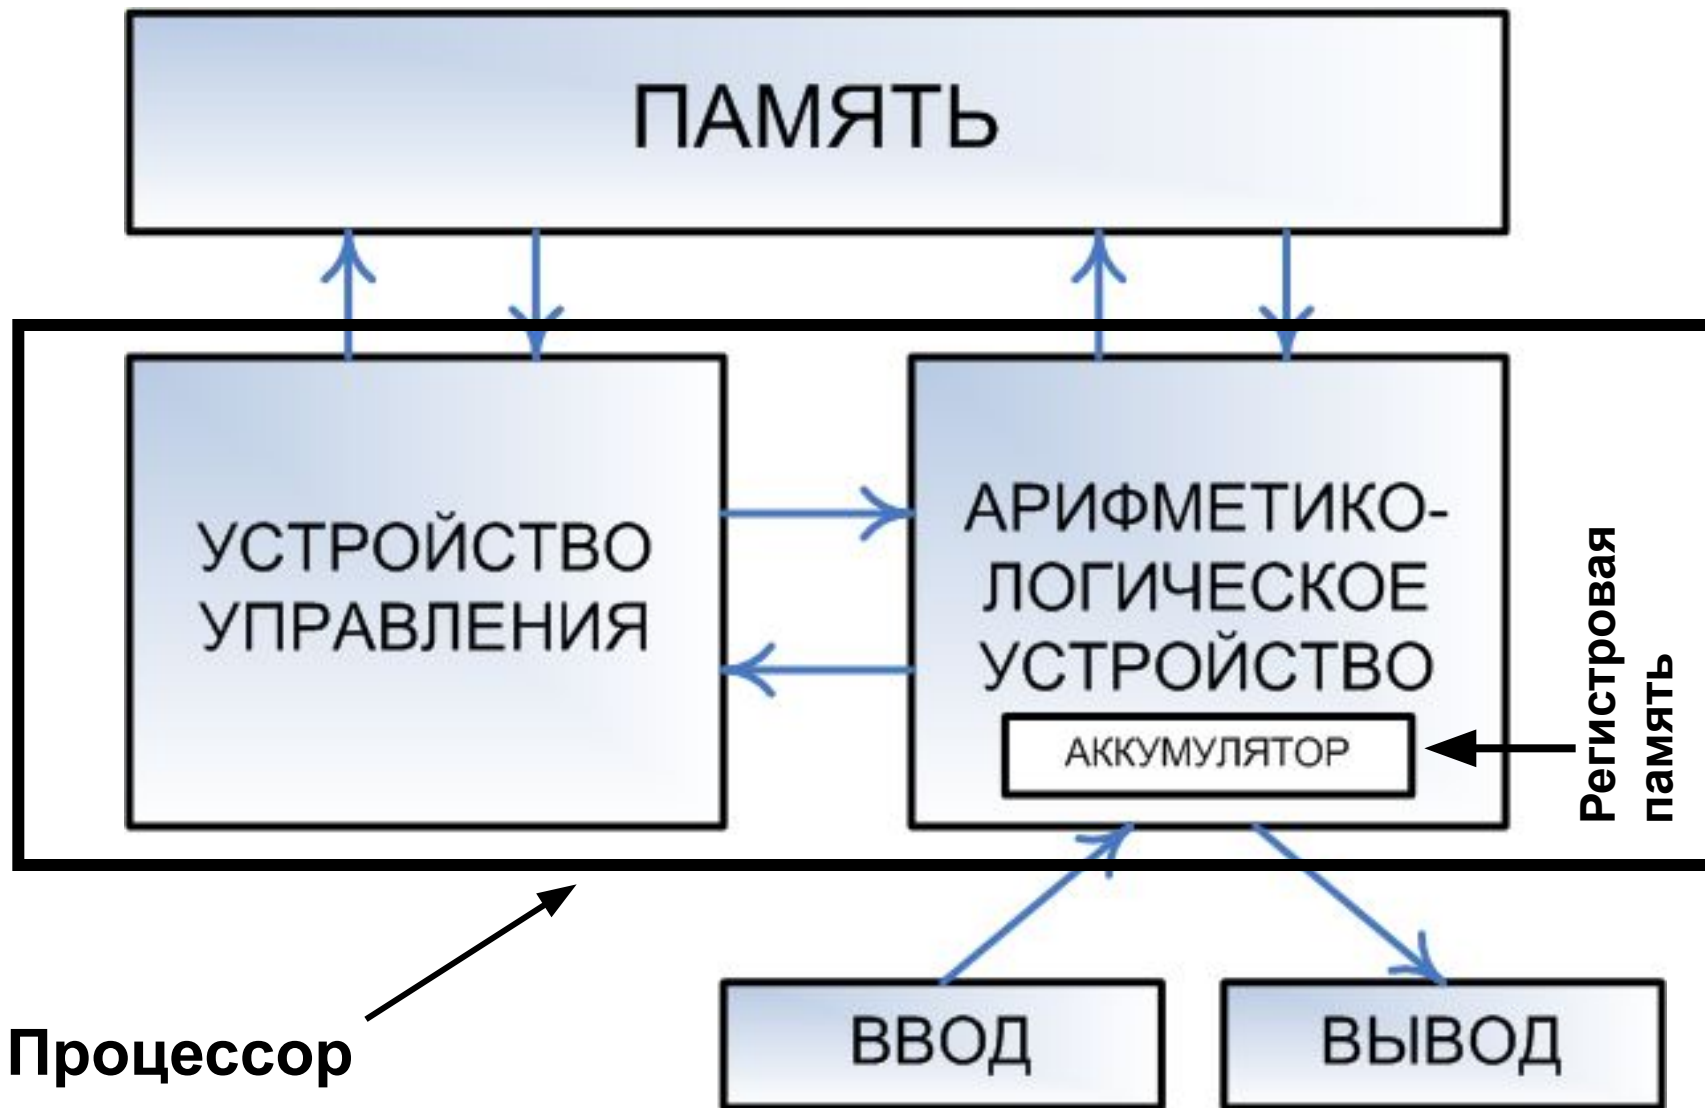 ПАМЯТЬ
УСТРОЙСТВО
УПРАВЛЕНИЯ
АРИФМЕТИКО-
ЛОГИЧЕСКОЕ
УСТРОЙСТВО
АККУМУЛЯТОР
Регистровая
память
Процессор
ВВОД
ВЫВОД